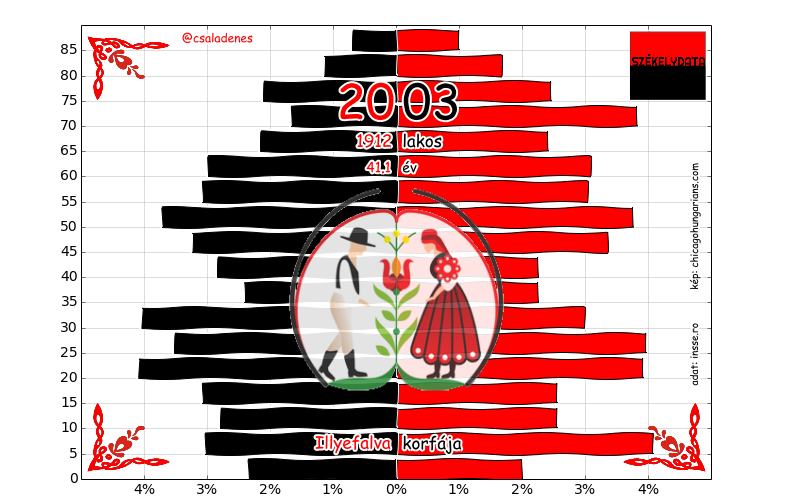 @csaladenes
SZÉKELYDATA
2003
1912 lakos
41,1 év
kép: chicagohungarians.com
adat: insse.ro
Illyefalva korfája
85
80
75
70
65
60
55
50
45
40
35
30
25
20
15
10
5
0
4% 3% 2% 1% 0% 1% 2% 3% 4%